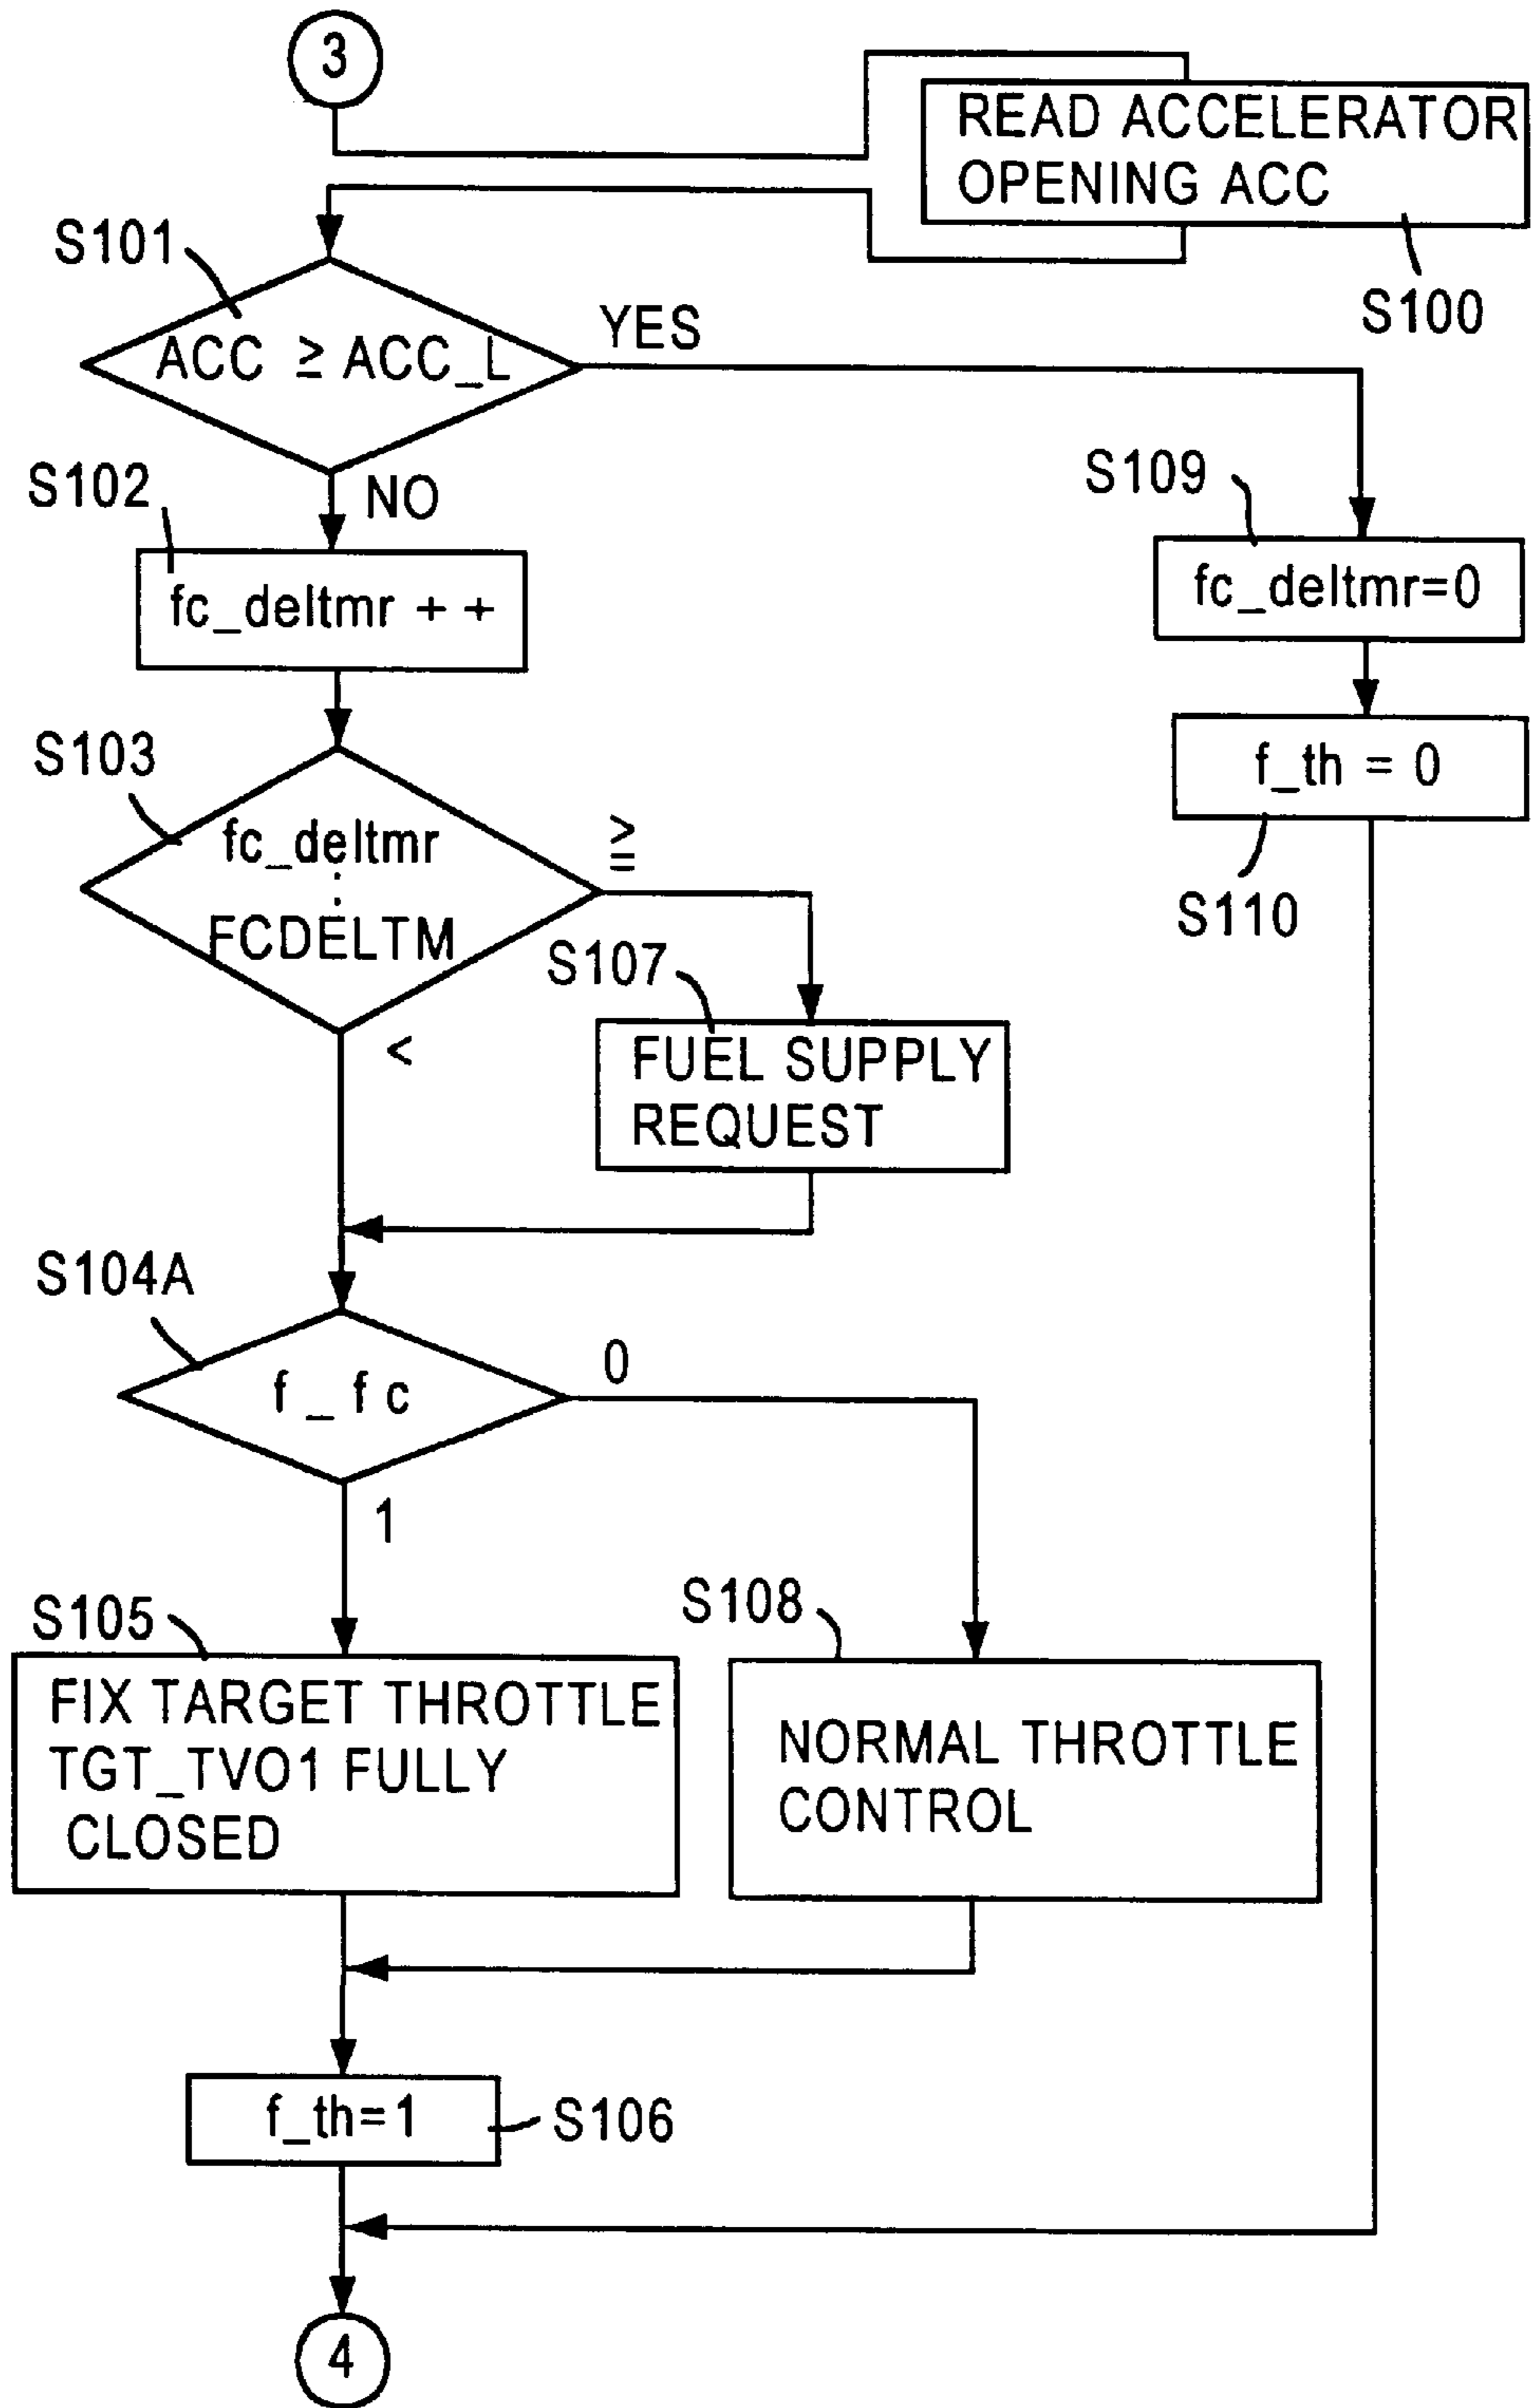 3
READ ACCELERATOR
OPENING ACC
S100
S101
ACC ≥ ACC_L
YES
NO
S102
fc_deltmr + +
S109
fc_deltmr=0
f_th = 0
S110
S103
fc_deltmr
:
FCDELTM
≥
<
S107
FUEL SUPPLY
REQUEST
S104A
f_fc
0
1
S105
FIX TARGET THROTTLE
TGT_TVO1 FULLY
CLOSED
S108
NORMAL THROTTLE
CONTROL
f_th=1
S106
4